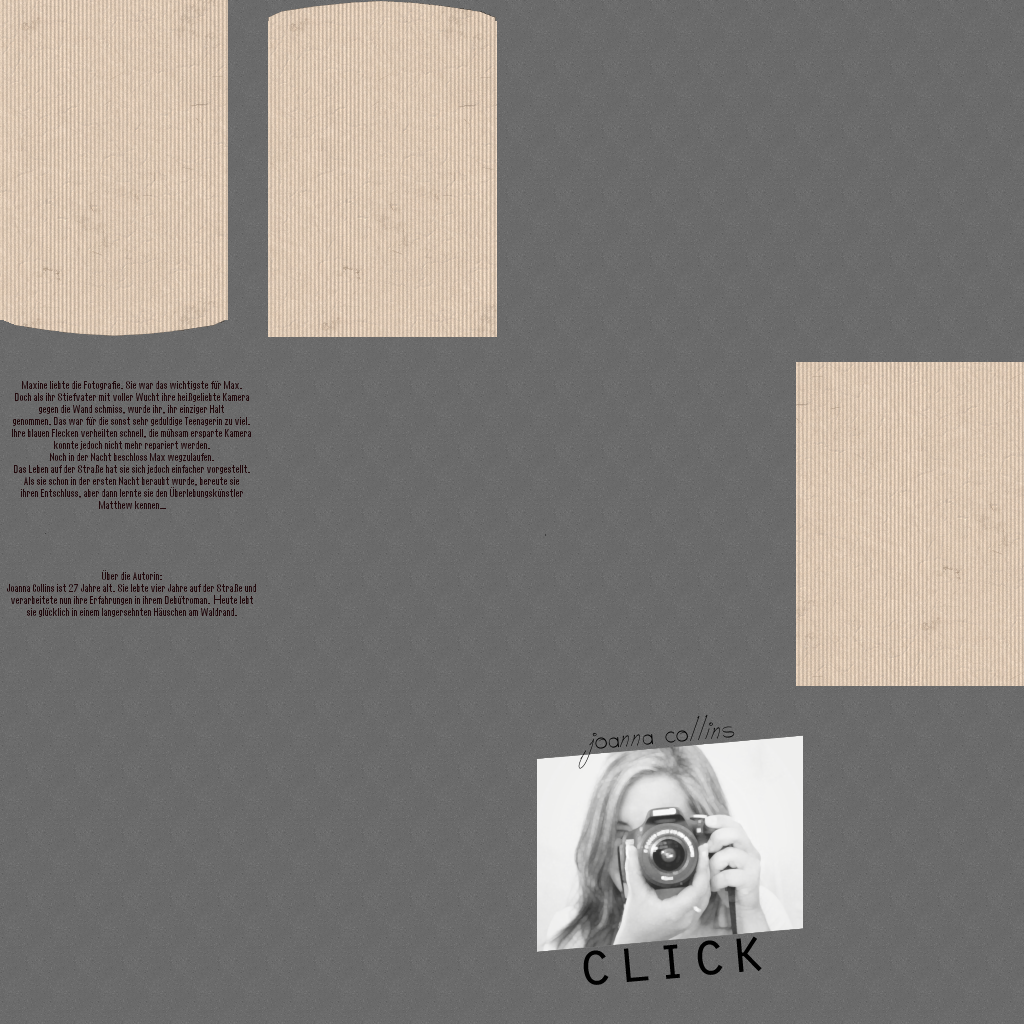 Maxine liebte die Fotografie. Sie war das wichtigste für Max.
Doch als ihr Stiefvater mit voller Wucht ihre heißgeliebte Kamera
gegen die Wand schmiss, wurde ihr, ihr einziger Halt
genommen. Das war für die sonst sehr geduldige Teenagerin zu viel.
Ihre blauen Flecken verheilten schnell, die mühsam ersparte Kamera
konnte jedoch nicht mehr repariert werden.
Noch in der Nacht beschloss Max wegzulaufen.
Das Leben auf der Straße hat sie sich jedoch einfacher vorgestellt.
Als sie schon in der ersten Nacht beraubt wurde, bereute sie
ihren Entschluss, aber dann lernte sie den Überlebungskünstler
Matthew kennen...
Über die Autorin:
Joanna Collins ist 27 Jahre alt. Sie lebte vier Jahre auf der Straße und
verarbeitete nun ihre Erfahrungen in ihrem Debütroman. Heute lebt
sie glücklich in einem langersehnten Häuschen am Waldrand.
joanna collins
CLICK